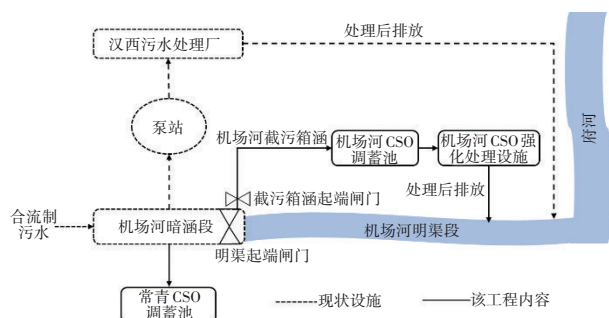 汉西污水处理厂
处理后排放
府河
泵站
机场河截污箱涵
机场河CSO
调蓄池
机场河CSO强
化处理设施
截污箱涵起端闸门
处理后排放
合流制
污水
机场河暗涵段
机场河明渠段
明渠起端闸门
常青CSO
调蓄池
现状设施
该工程内容